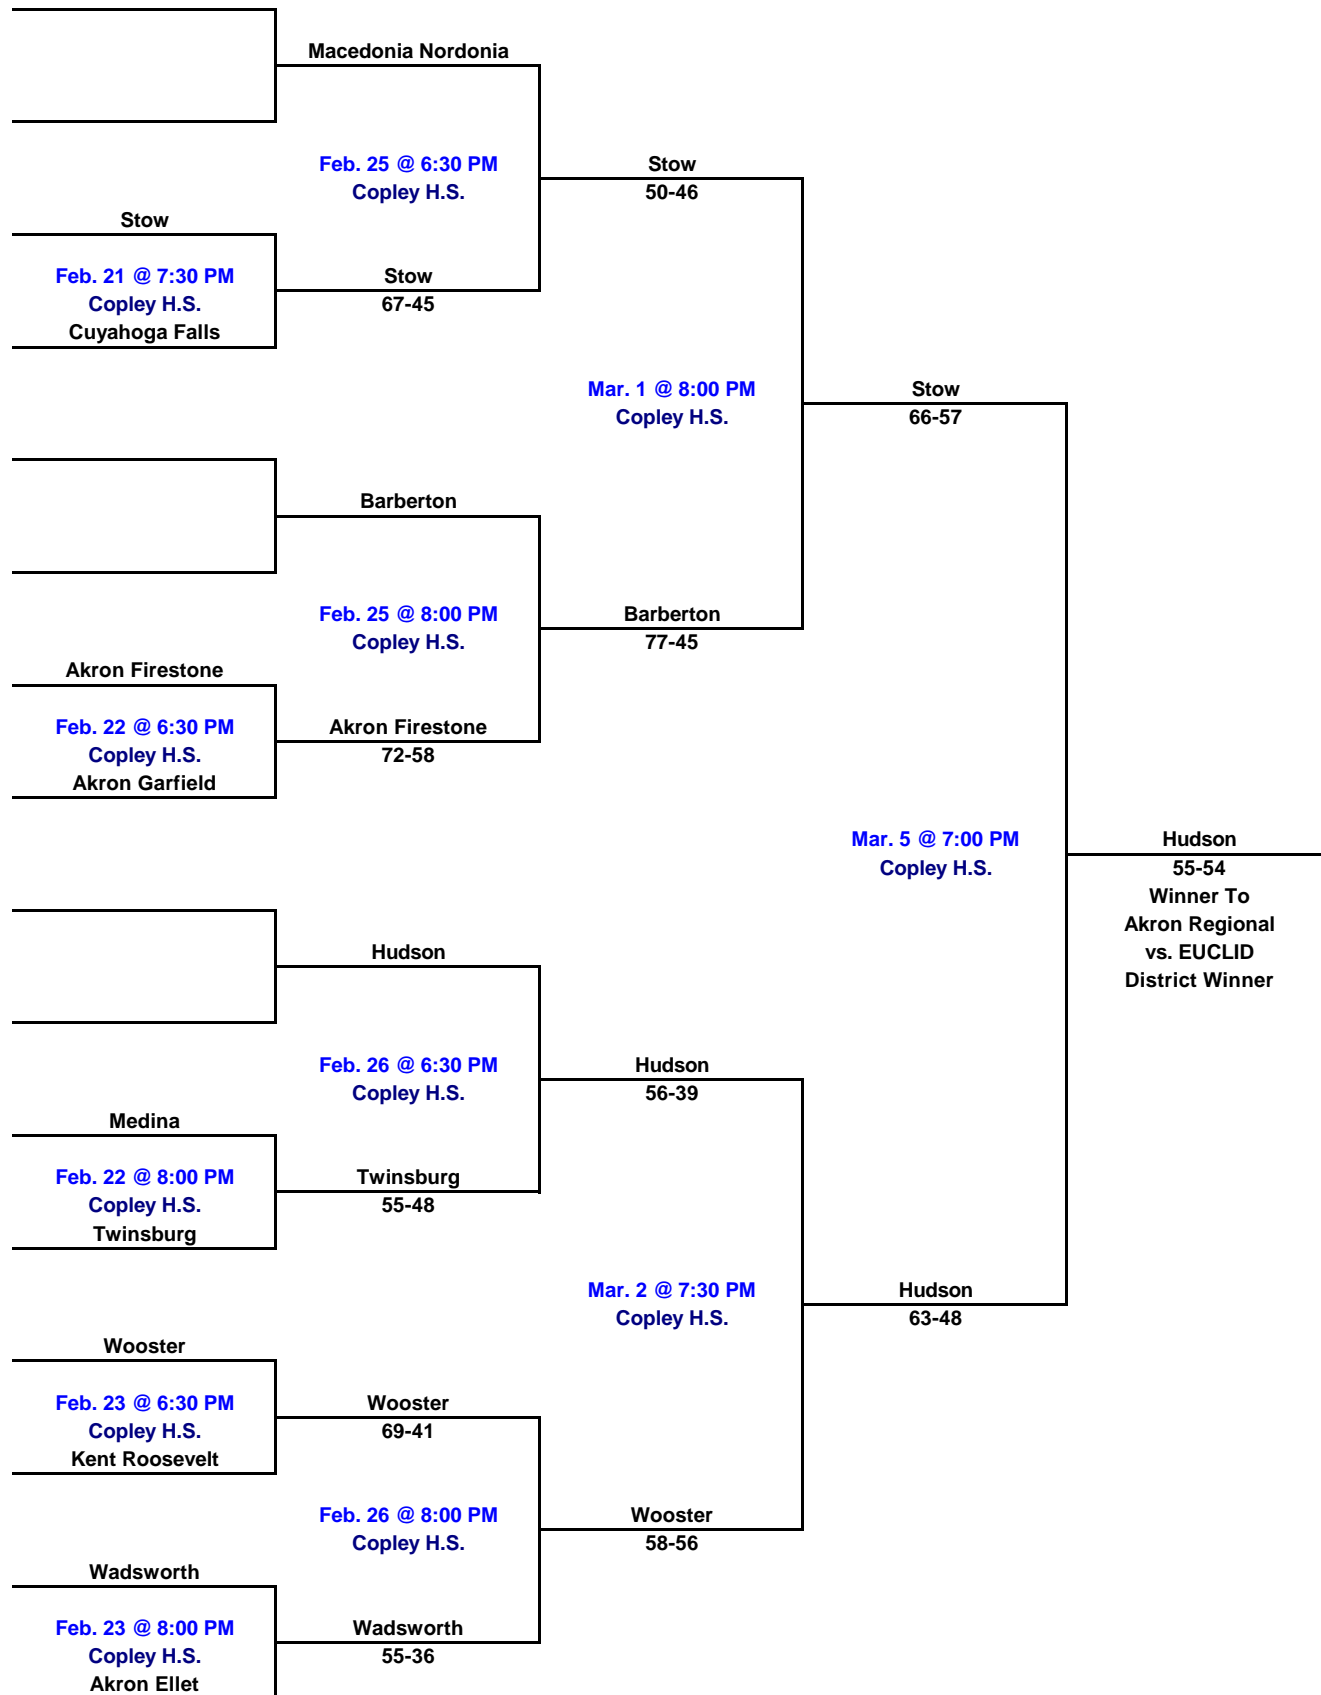 Macedonia Nordonia
Feb. 25 @ 6:30 PM
Copley H.S.
Stow
50-46
Stow
Feb. 21 @ 7:30 PM
Copley H.S.
Cuyahoga Falls
Stow
67-45
Mar. 1 @ 8:00 PM
Copley H.S.
Stow
66-57
Barberton
Feb. 25 @ 8:00 PM
Copley H.S.
Barberton
77-45
Akron Firestone
Feb. 22 @ 6:30 PM
Copley H.S.
Akron Garfield
Akron Firestone
72-58
Mar. 5 @ 7:00 PM
Copley H.S.
Hudson
55-54
Winner To
Akron Regional
vs. EUCLID
District Winner
Hudson
Feb. 26 @ 6:30 PM
Copley H.S.
Hudson
56-39
Medina
Feb. 22 @ 8:00 PM
Copley H.S.
Twinsburg
Twinsburg
55-48
Mar. 2 @ 7:30 PM
Copley H.S.
Hudson
63-48
Wooster
Feb. 23 @ 6:30 PM
Copley H.S.
Kent Roosevelt
Wooster
69-41
Feb. 26 @ 8:00 PM
Copley H.S.
Wooster
58-56
Wadsworth
Feb. 23 @ 8:00 PM
Copley H.S.
Akron Ellet
Wadsworth
55-36